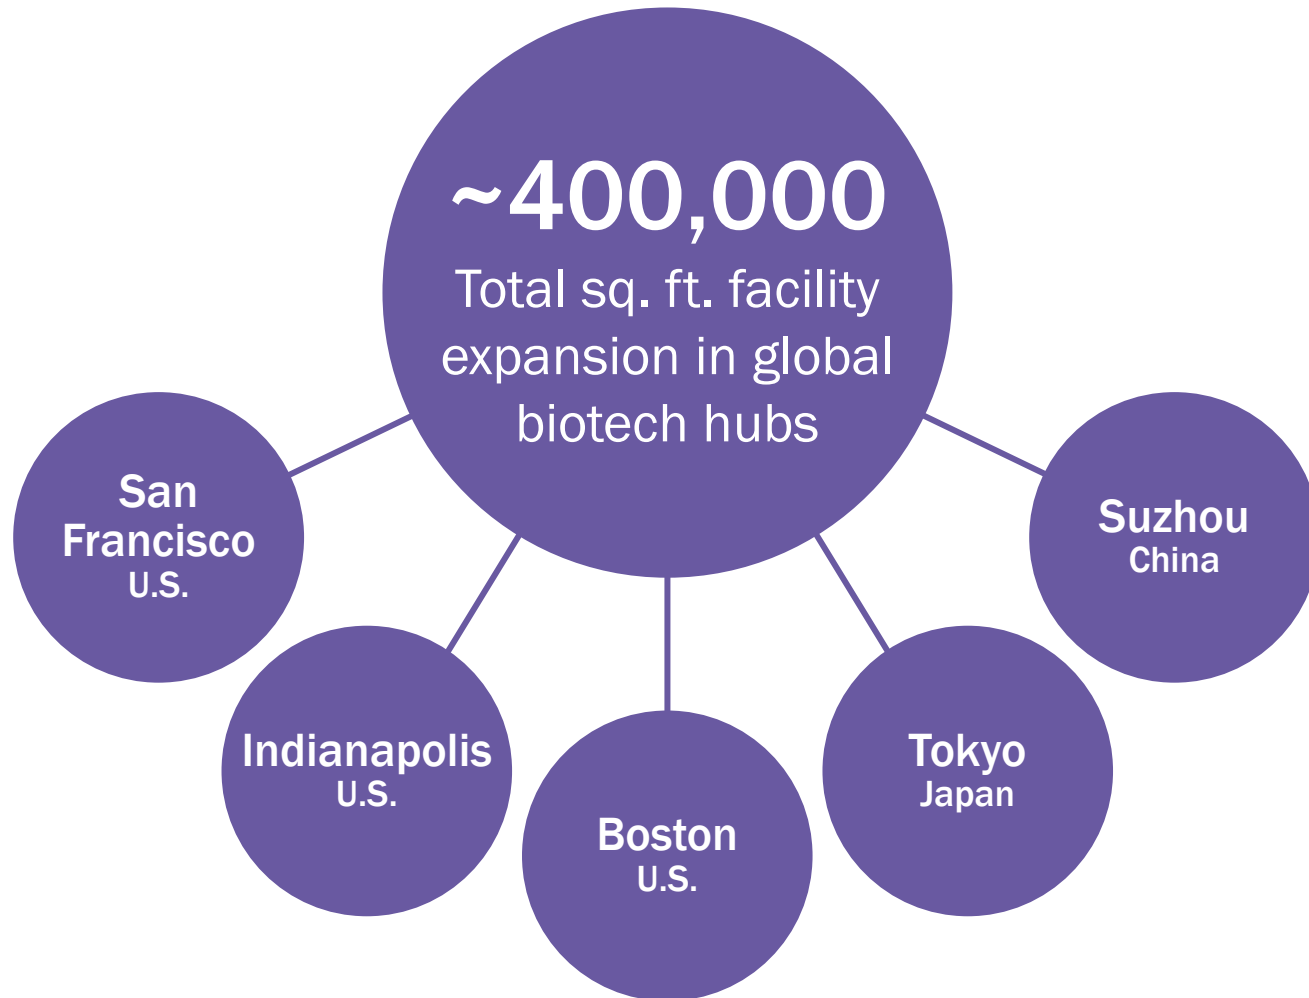 ~400,000
Total sq. ft. facility
expansion in global
biotech hubs
San
Francisco
U.S.
Indianapolis
U.S.
Boston
U.S.
Tokyo
Japan
Suzhou
China